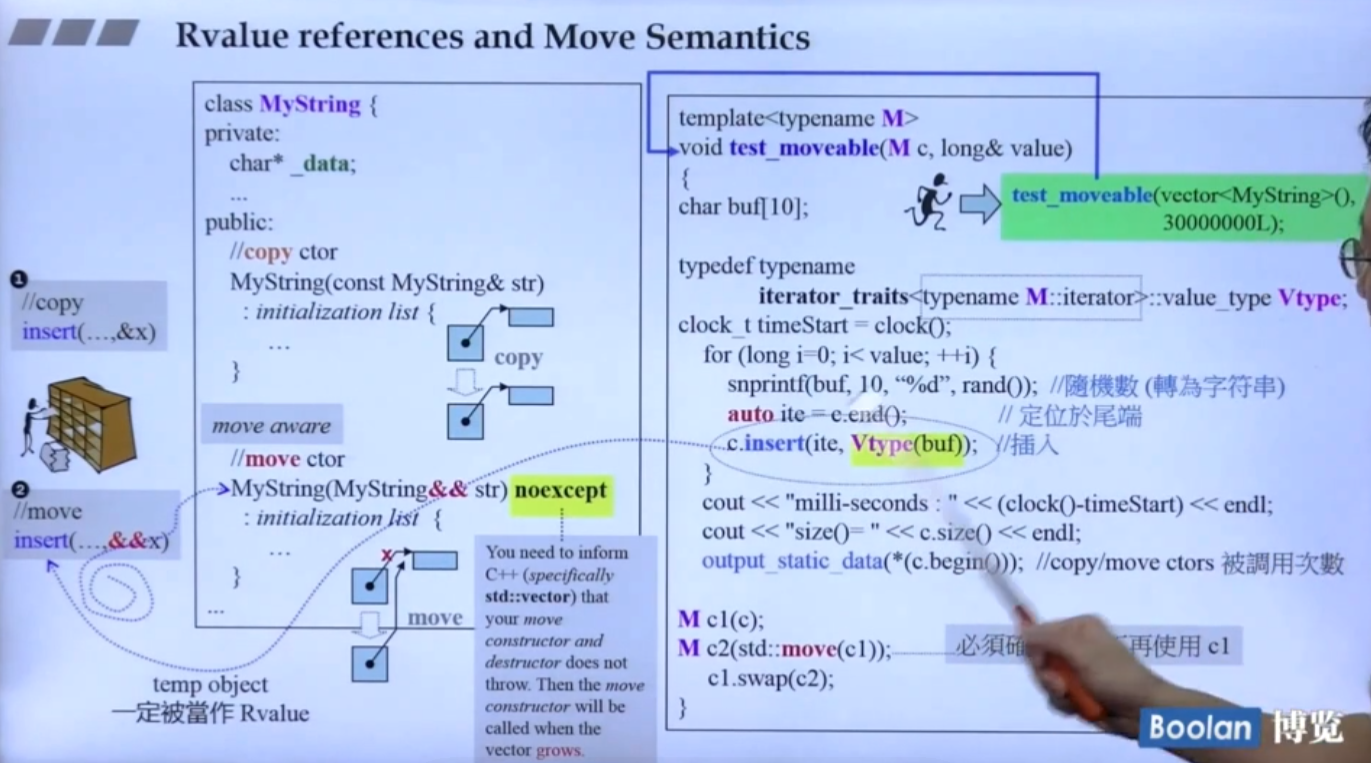 Rvalue references and Move Semantics
class MyString {
private:
char* _data;
...
public:
//copy ctor
MyString(const MyString& str)
: initialization list {
...
}
move aware
//move ctor
MyString(MyString&& str) noexcept
: initialization list {
...
}
...
copy
move
❶
//copy
insert(...,&x)
❷
//move
insert(...,&&x)
temp object
一定被當作 Rvalue
x
You need to inform
C++ (specifically
std::vector) that
your move
constructor and
destructor does not
throw. Then the move
constructor will be
called when the
vector grows.
template<typename M>
void test_moveable(M c, long& value)
{
char buf[10];
test_moveable(vector<MyString>(),
30000000L);
typedef typename
iterator_traits<typename M::iterator>::value_type Vtype;
clock_t timeStart = clock();
for (long i=0; i< value; ++i) {
snprintf(buf, 10, “%d”, rand()); //隨機數 (轉為字符串)
auto ite = c.end(); // 定位於尾端
c.insert(ite, Vtype(buf)); //插入
}
cout << "milli-seconds : " << (clock()-timeStart) << endl;
cout << "size()= " << c.size() << endl;
output_static_data(*(c.begin())); //copy/move ctors 被調用次數
M c1(c);
M c2(std::move(c1)); 必須確 再使用 c1
c1.swap(c2);
}
Boolan 博览